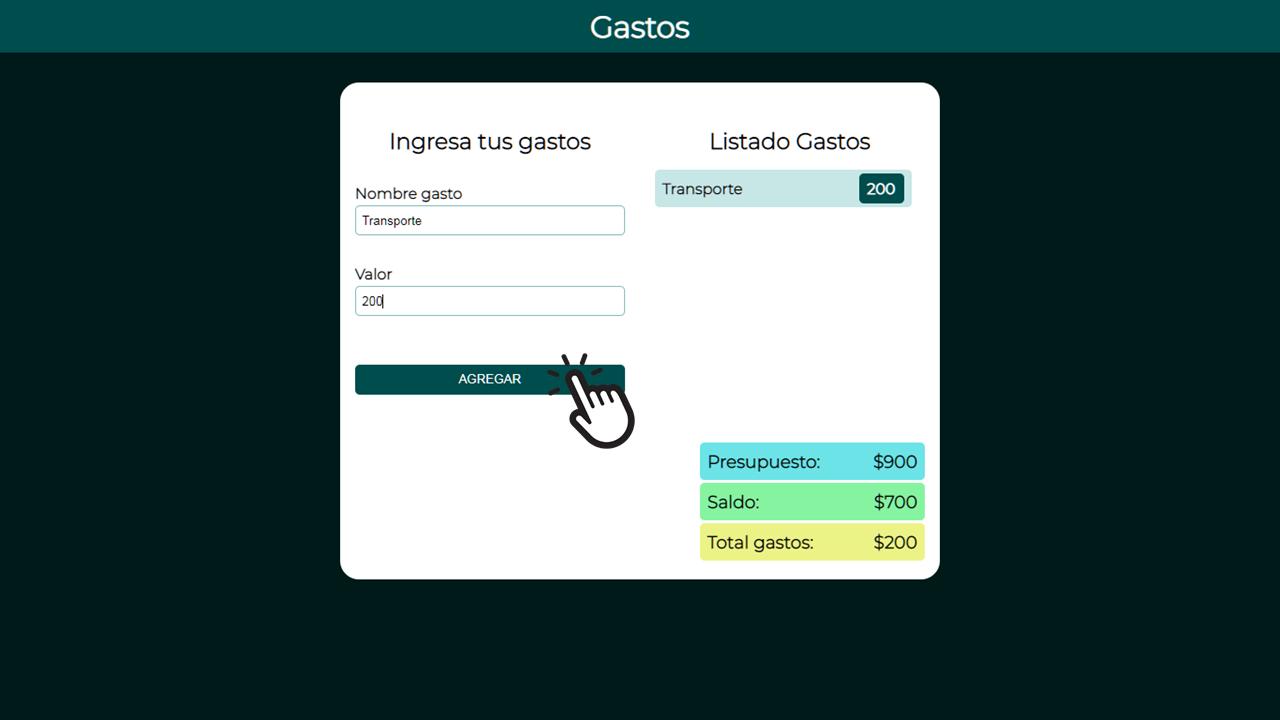 Gastos
Ingresa tus gastos
Nombre gasto
Transporte
Valor
200
AGREGAR
Listado Gastos
Transporte 200
Presupuesto: $900
Saldo: $700
Total gastos: $200